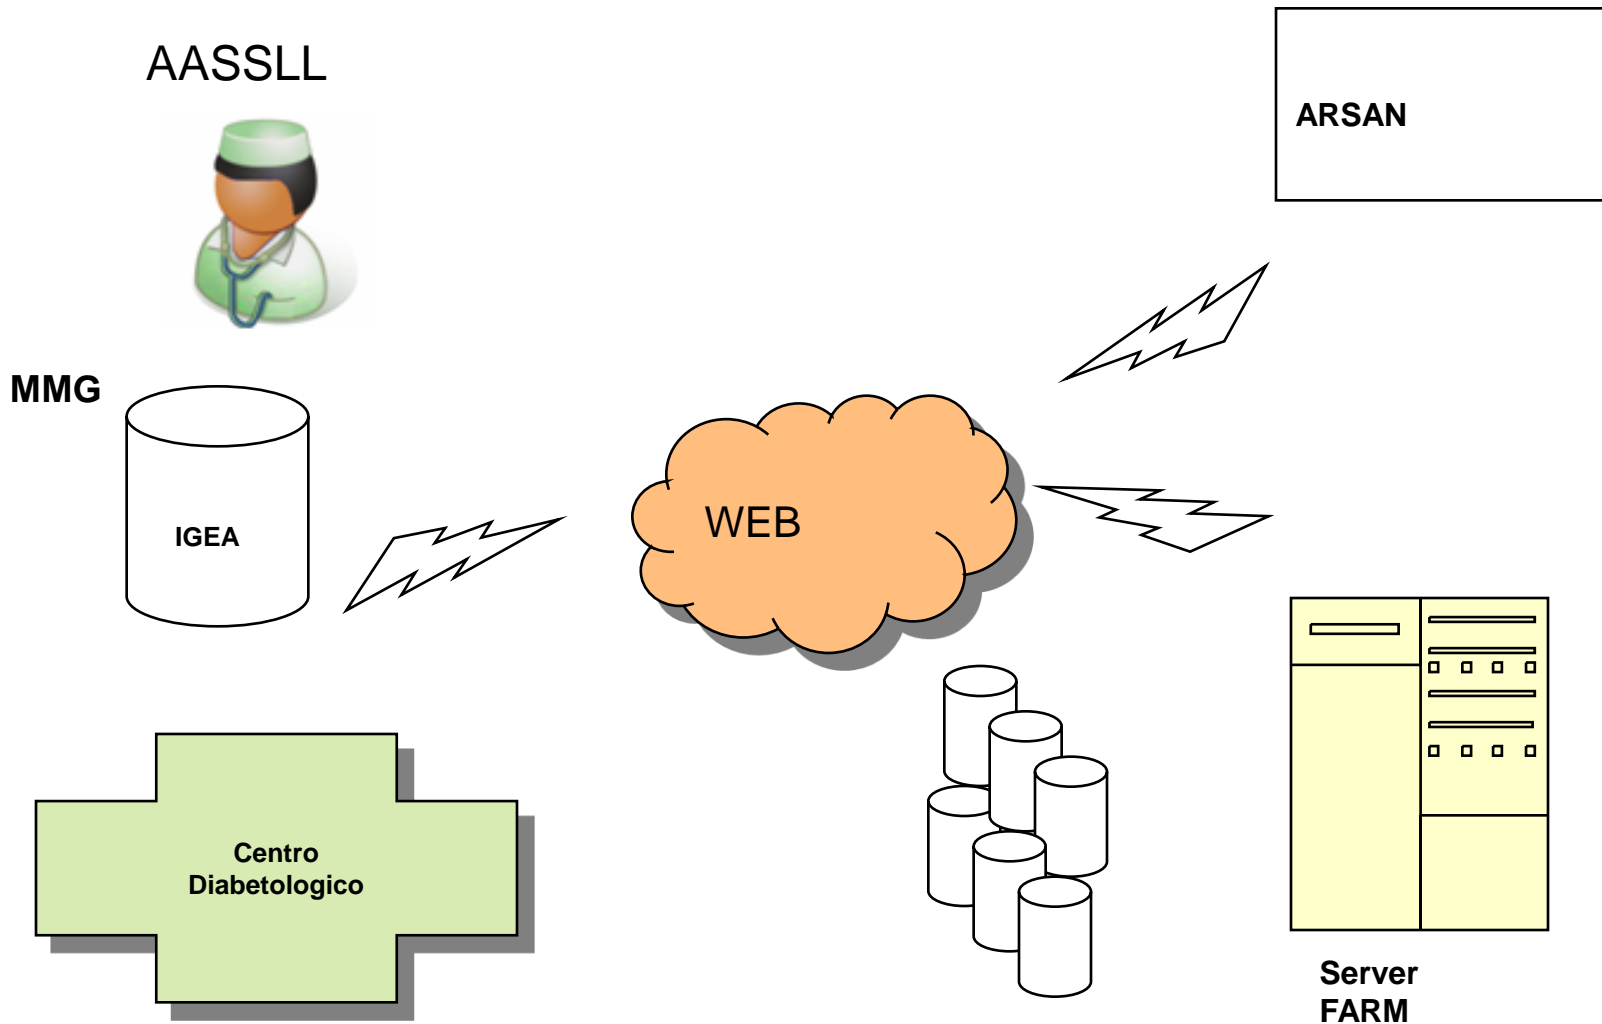 AASSLL
ARSAN
MMG
IGEA
WEB
Centro
Diabetologico
Server
FARM